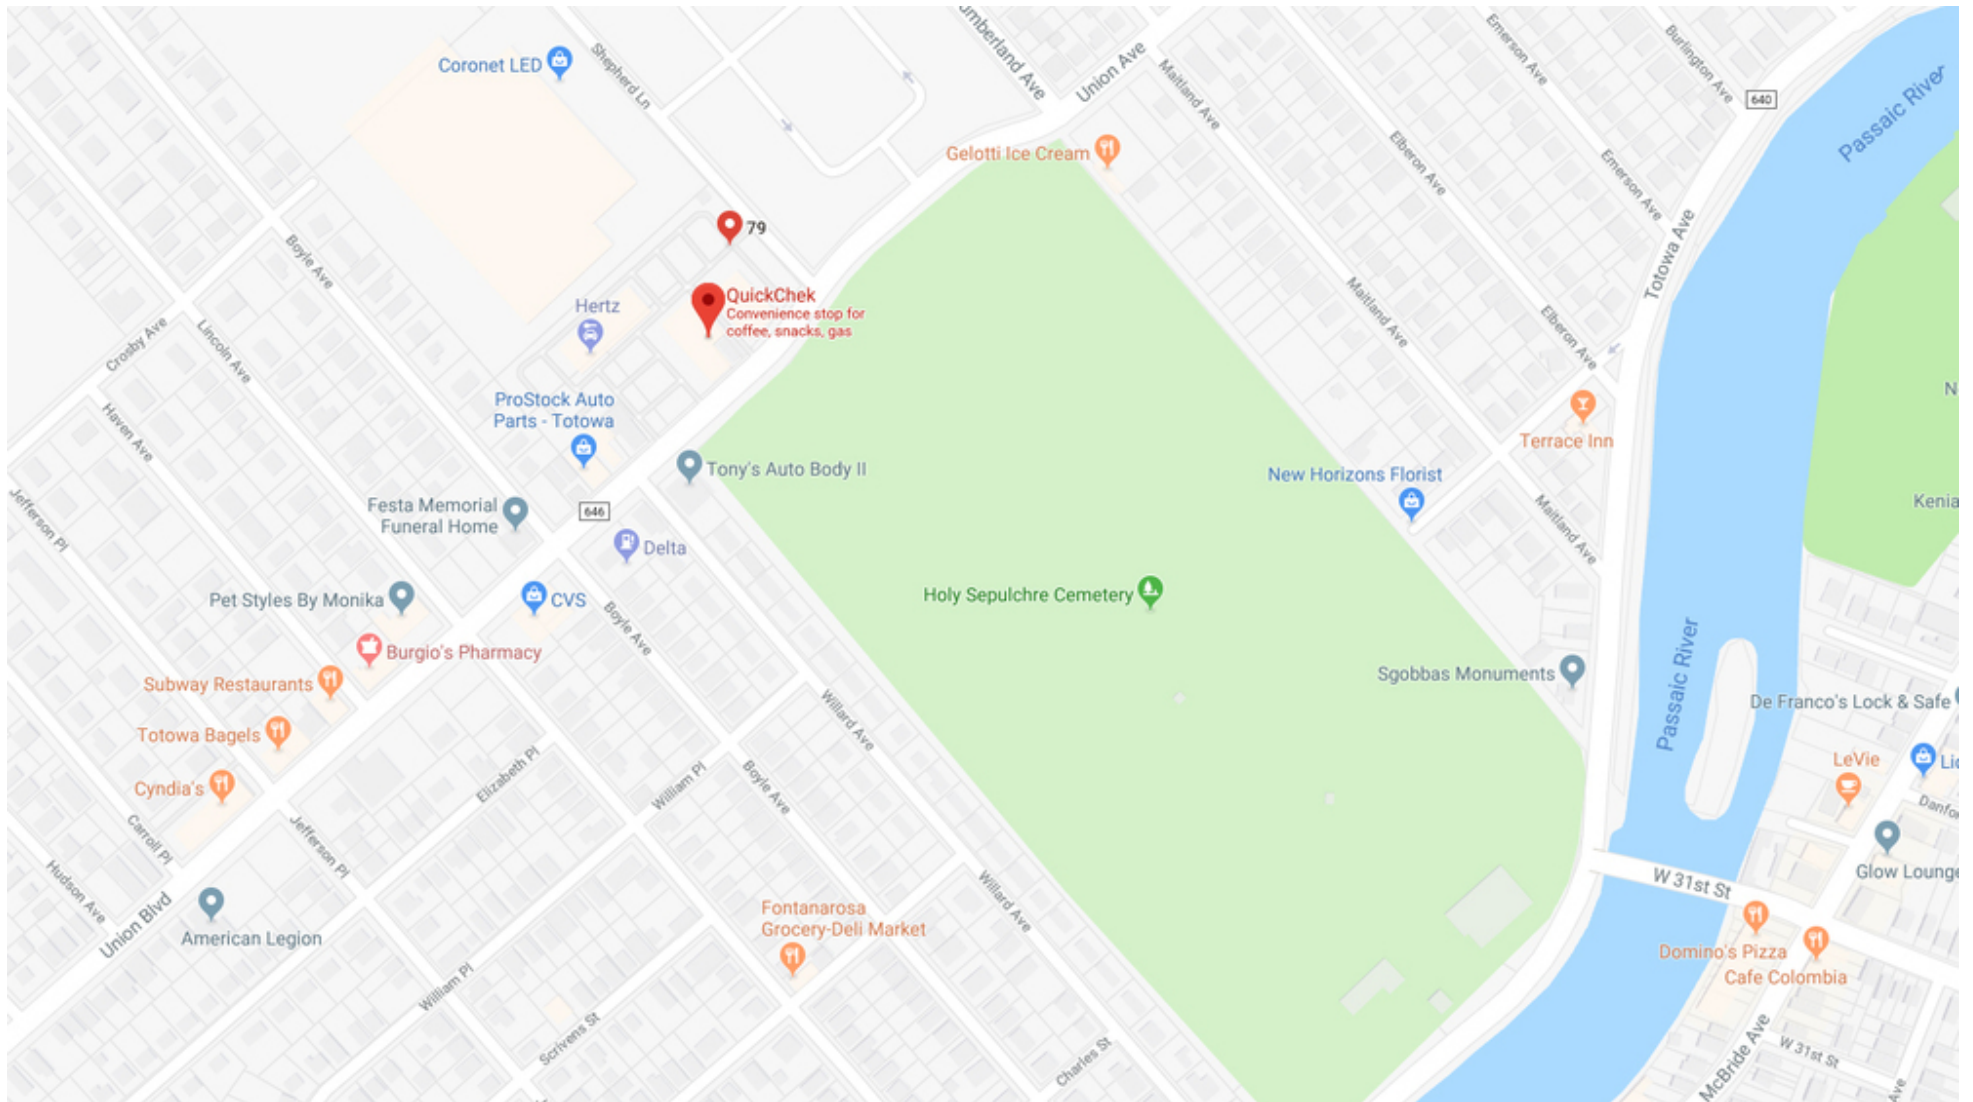 Coronet LED
Shepherd Ln
Union Ave
Maitland Ave
Emerson Ave
Burlington Ave
640
Passaic River
Gelotti Ice Cream
Elberon Ave
Emerson Ave
79
Boyle Ave
Totowa Ave
QuickChek
Convenience stop for
coffee, snacks, gas
Hertz
Maitland Ave
Elberon Ave
Crosby Ave
Lincoln Ave
ProStock Auto
Parts - Totowa
Haven Ave
Terrace Inn
Tony's Auto Body II
New Horizons Florist
Jefferson Pl
Festa Memorial
Funeral Home
646
Maitland Ave
Delta
Holy Sepulchre Cemetery
Pet Styles By Monika
CVS
Boyle Ave
Burgio's Pharmacy
Passaic River
Sgobbas Monuments
Subway Restaurants
De Franco's Lock & Safe
Totowa Bagels
Willard Ave
Elizabeth Pl
LeVie
Cyndia's
William Pl
Boyle Ave
Carroll Pl
Jefferson Pl
Hudson Ave
Glow Lounge
W 31st St
Union Blvd
American Legion
Willard Ave
Fontanarosa
Grocery-Deli Market
Domino's Pizza
Cafe Colombia
William Pl
Scrivens St
Charles St
McBride Ave
W 31st St
Ave